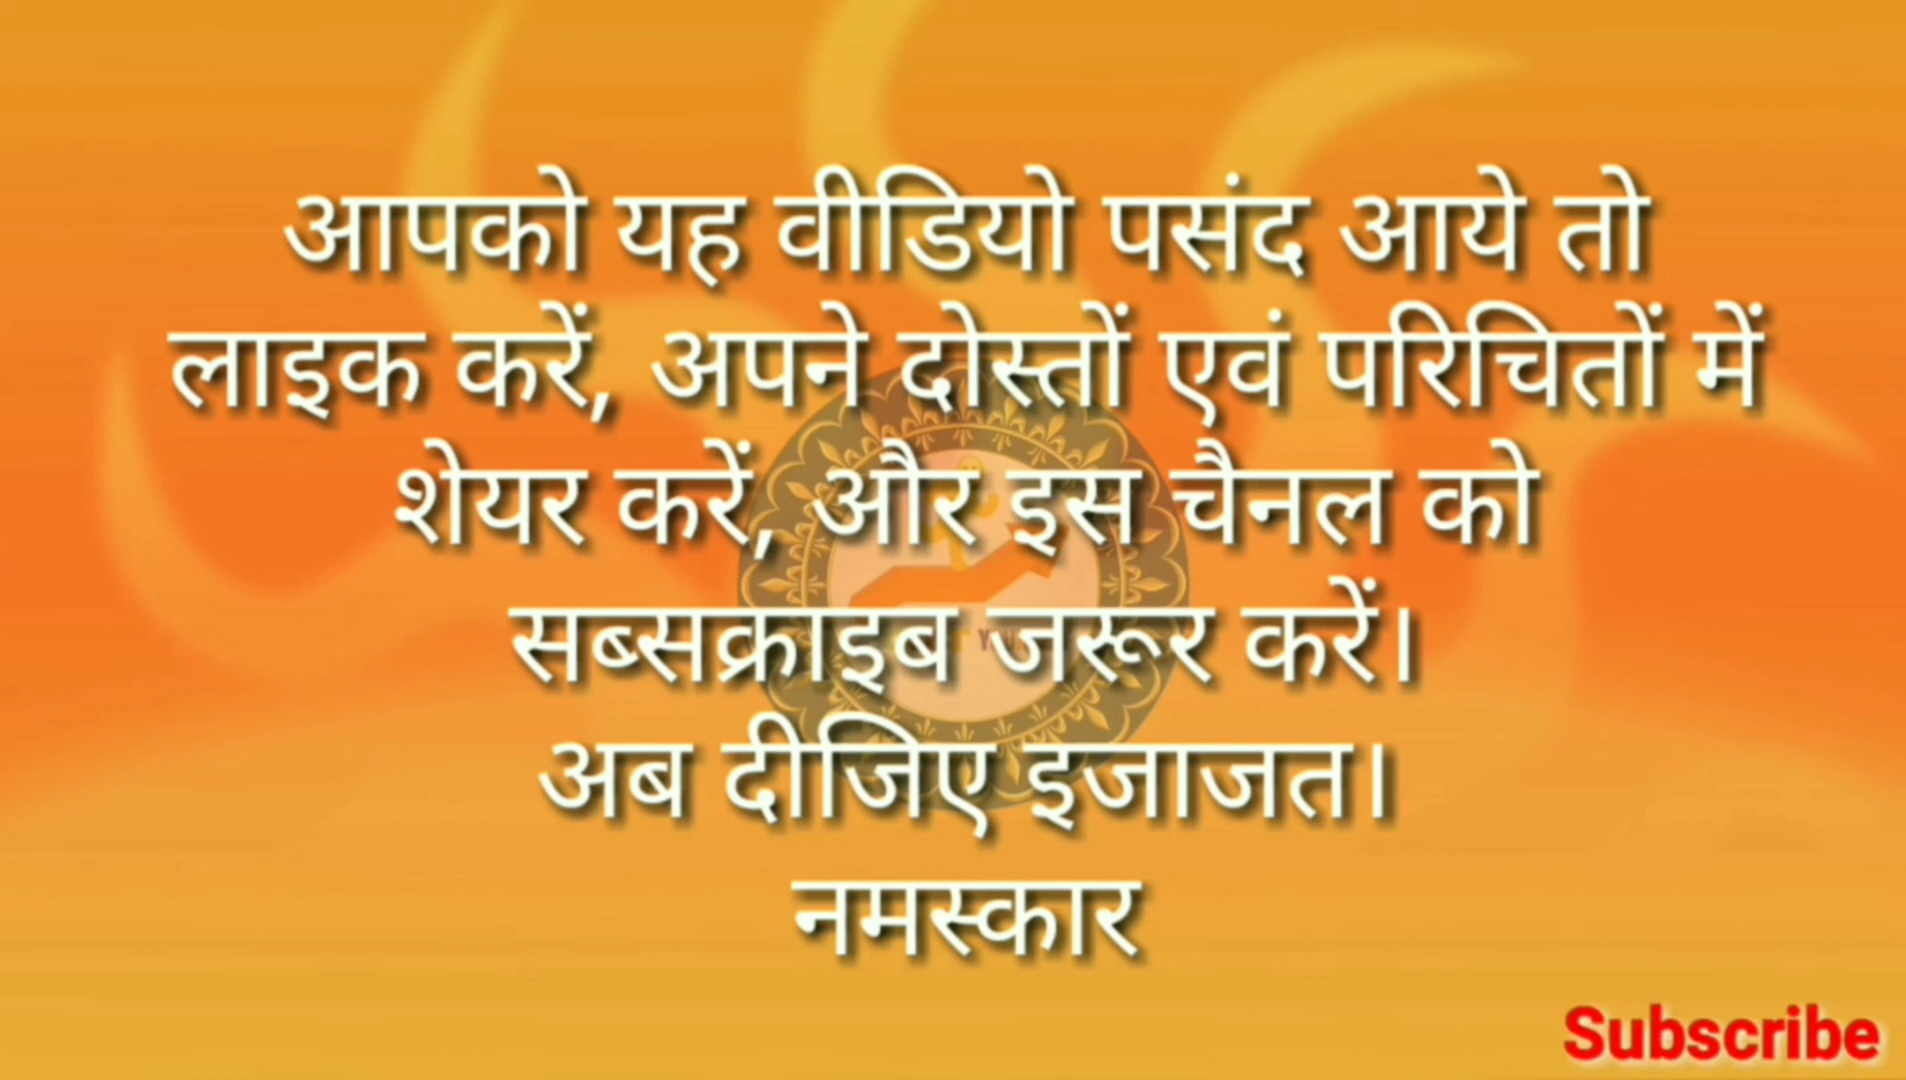 आपको यह वीडियो पसंद आये तो
लाइक करें, अपने दोस्तों एवं परिचितों में
शेयर करें, और इस चैनल को
सब्सक्राइब जरूर करें।
अब दीजिए इजाजत।
नमस्कार
Subscribe